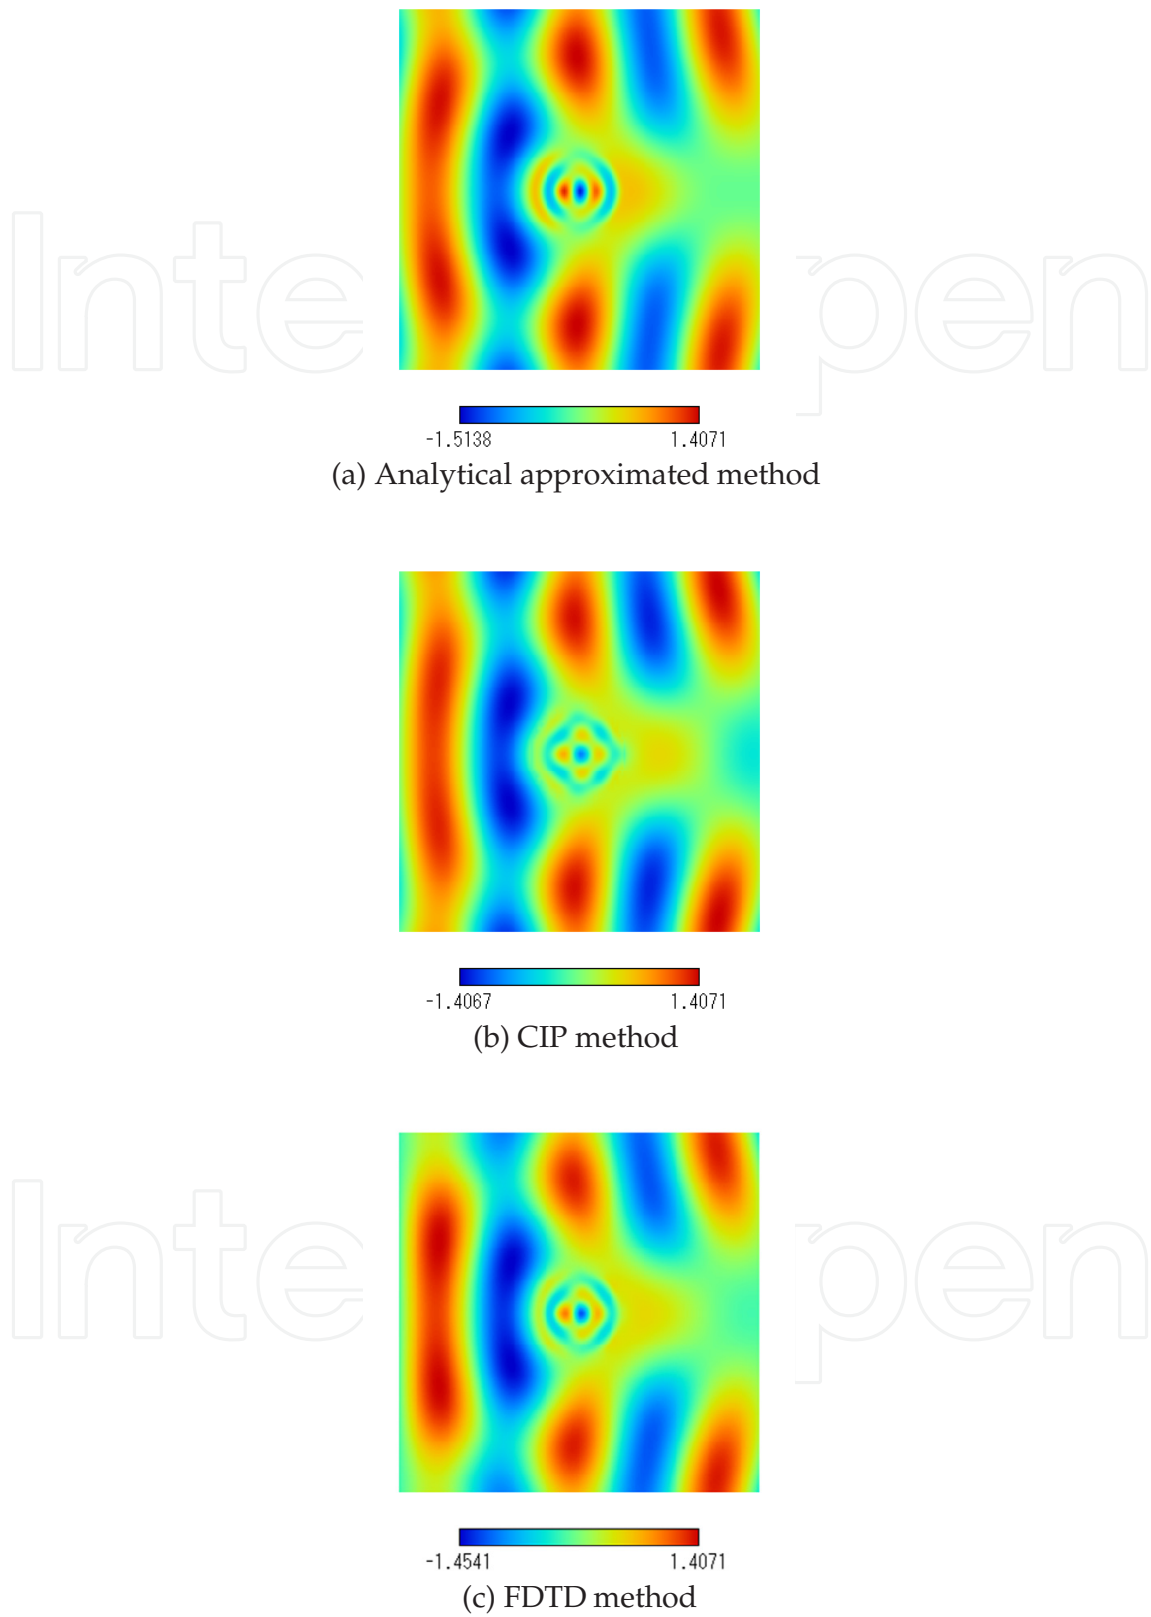 -1.5138 1.4071
(a) Analytical approximated method
-1.4067 1.4071
(b) CIP method
-1.4541 1.4071
(c) FDTD method